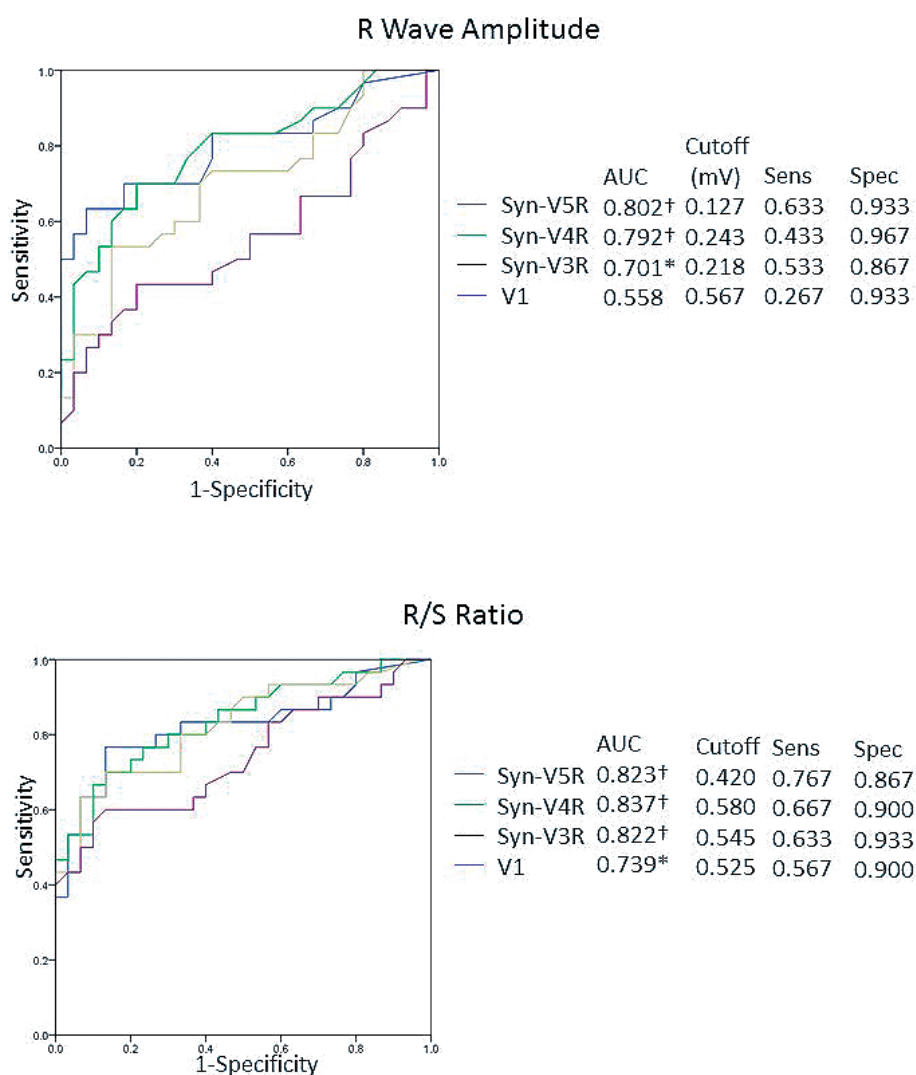 R Wave Amplitude
1.0
0.8
0.6
0.4
0.2
0.0
Sensitivity
0.0 0.2 0.4 0.6 0.8 1.0
1-Specificity
AUC Cutoff (mV) Sens Spec
Syn-V5R 0.802† 0.127 0.633 0.933
Syn-V4R 0.792† 0.243 0.433 0.967
Syn-V3R 0.701* 0.218 0.533 0.867
V1 0.558 0.567 0.267 0.933
R/S Ratio
1.0
0.8
0.6
0.4
0.2
0.0
Sensitivity
0.0 0.2 0.4 0.6 0.8 1.0
1-Specificity
AUC Cutoff Sens Spec
Syn-V5R 0.823† 0.420 0.767 0.867
Syn-V4R 0.837† 0.580 0.667 0.900
Syn-V3R 0.822† 0.545 0.633 0.933
V1 0.739* 0.525 0.567 0.900